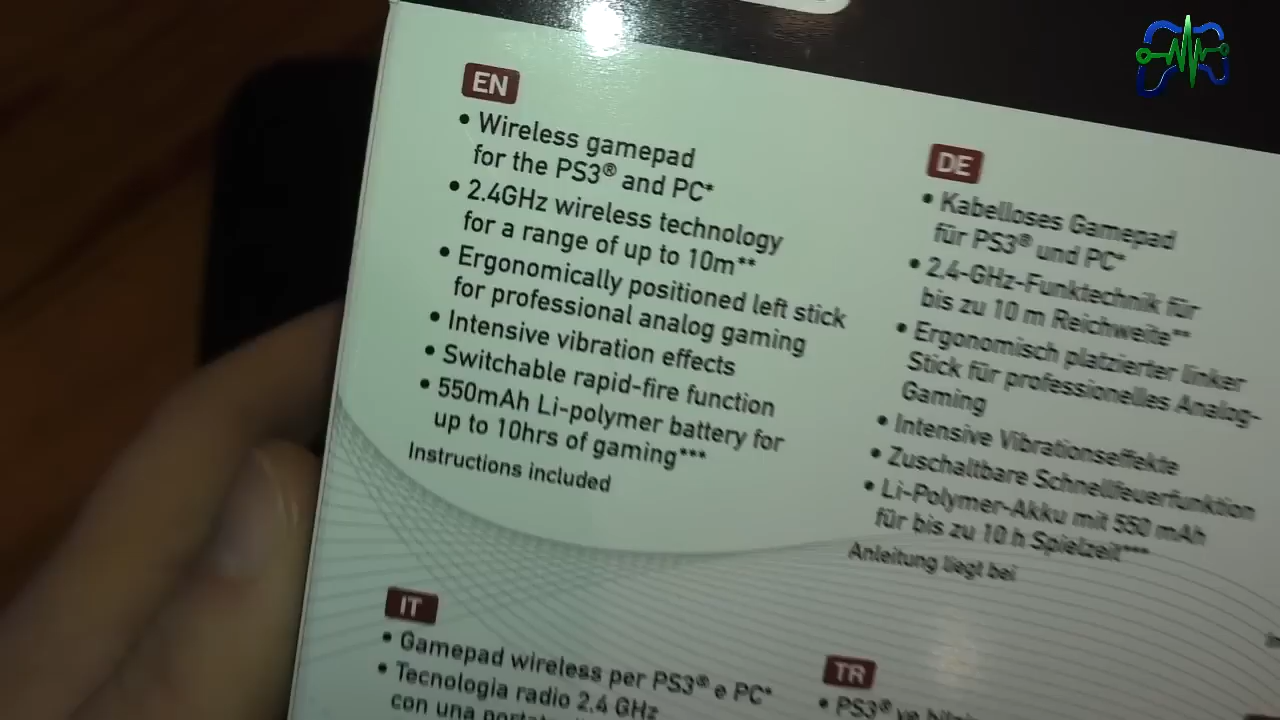 EN
• Wireless gamepad
for the PS3® and PC*
• 2.4GHz wireless technology
for a range of up to 10m**
• Ergonomically positioned left stick
for professional analog gaming
• Intensive vibration effects
• Switchable rapid-fire function
• 550mAh Li-polymer battery for
up to 10hrs of gaming***
Instructions included
DE
• Kabelloses Gamepad
für PS3® und PC*
• 2,4-GHz-Funktechnik für
bis zu 10 m Reichweite**
• Ergonomisch platzierter linker
Stick für professionelles Analog-
Gaming
• Intensive Vibrationseffekte
• Zuschaltbare Schnellfeuerfunktion
• Li-Polymer-Akku mit 550 mAh
für bis zu 10 h Spielzeit***
Anleitung liegt bei
IT
• Gamepad wireless per PS3® e PC*
• Tecnologia radio 2.4 GHz
con una
TR
• PS3® ve